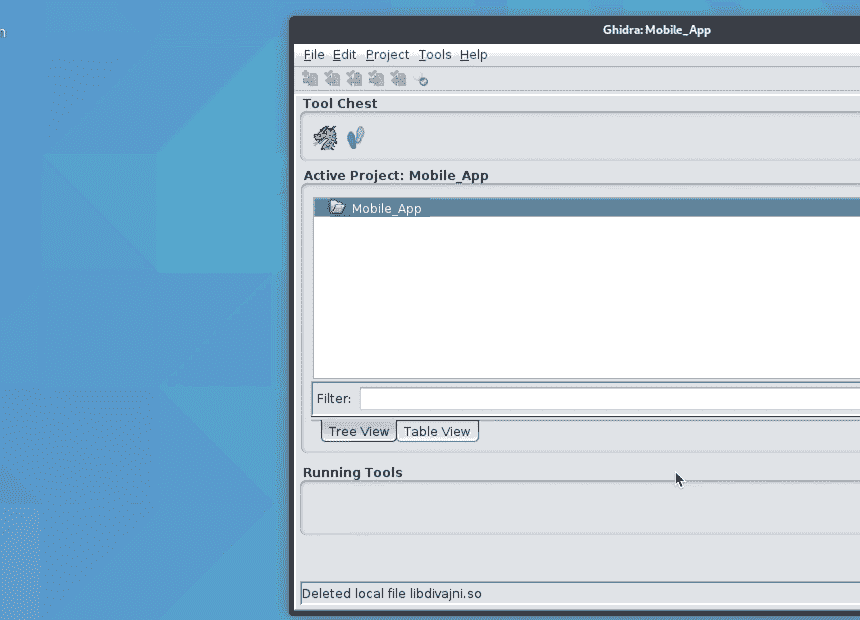 n
Ghidra: Mobile_App
File Edit Project Tools Help
Tool Chest
Active Project: Mobile_App
Mobile_App
Filter:
Tree View Table View
Running Tools
Deleted local file libdivajni.so